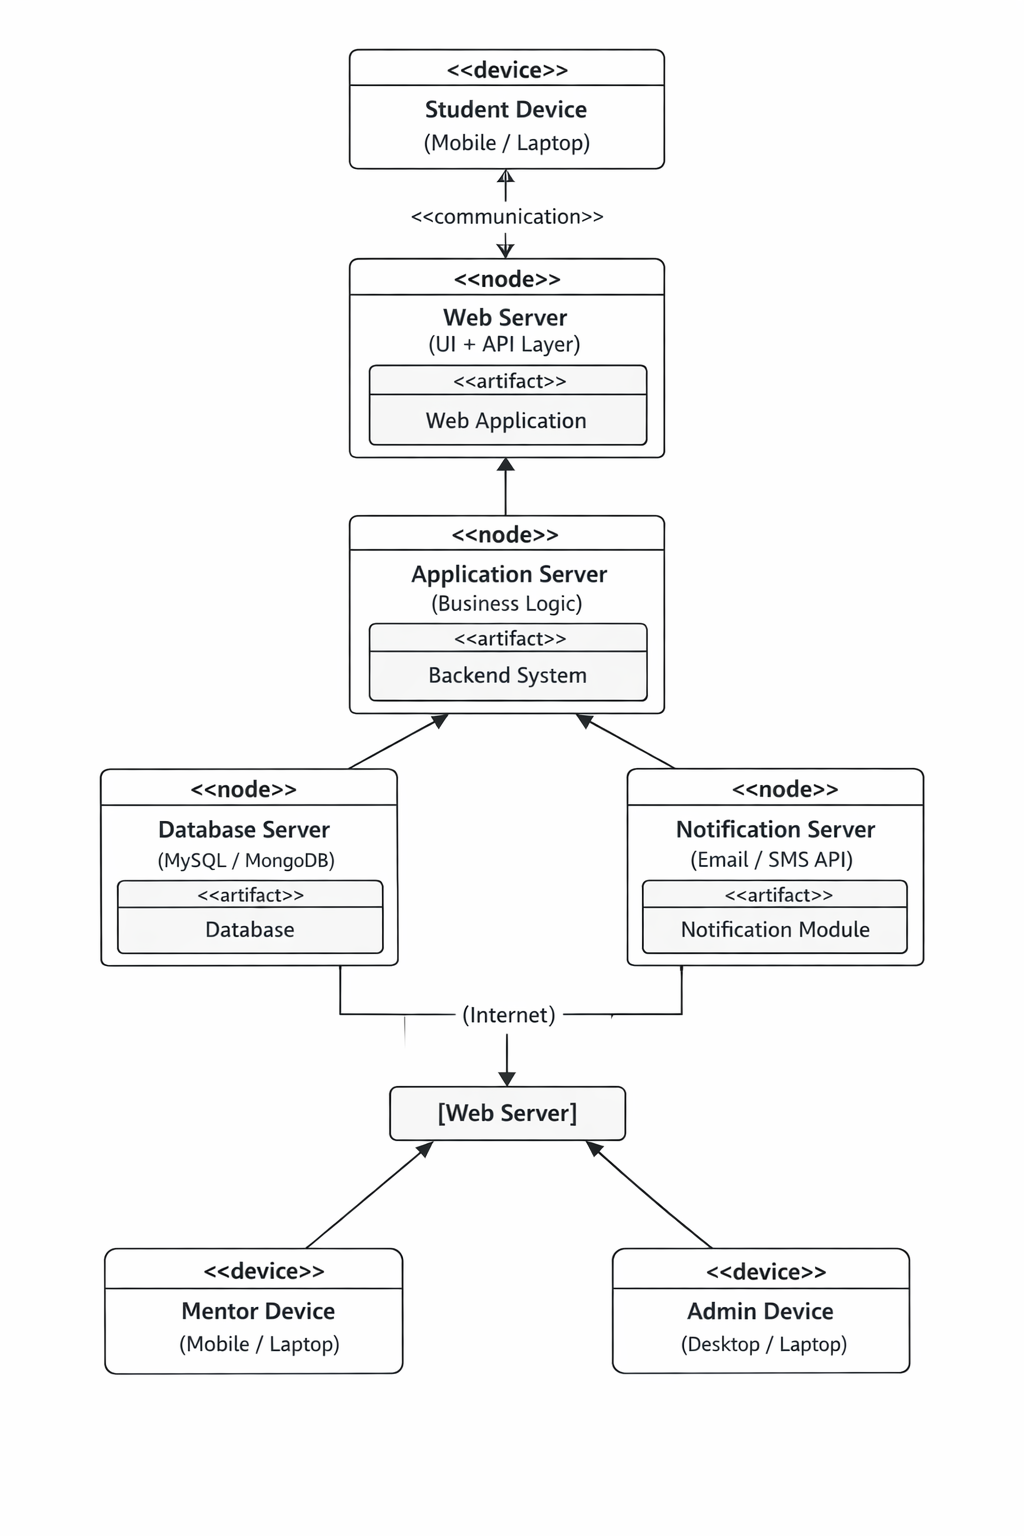 <<device>>
Student Device
(Mobile / Laptop)
<<communication>>
<<node>>
Web Server
(UI + API Layer)
<<artifact>>
Web Application
<<node>>
Application Server
(Business Logic)
<<artifact>>
Backend System
<<node>>
Database Server
(MySQL / MongoDB)
<<artifact>>
Database
<<node>>
Notification Server
(Email / SMS API)
<<artifact>>
Notification Module
(Internet)
[Web Server]
<<device>>
Mentor Device
(Mobile / Laptop)
<<device>>
Admin Device
(Desktop / Laptop)